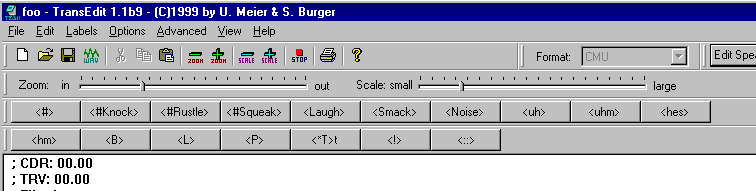 foo - TransEdit 1.1b9 - (C)1999 by U. Meier & S. Burger
File Edit Labels Options Advanced View Help
WAV ZOOM ZOOM SCALE SCALE STOP ? Format: CMU Edit Spea
Zoom: in out Scale: small large
<#> <#Knock> <#Rustle> <#Squeak> <Laugh> <Smack> <Noise> <uh> <uhm> <hes>
<hm> <B> <L> <P> <*T>t <!> <::>
; CDR: 00.00
; TRV: 00.00